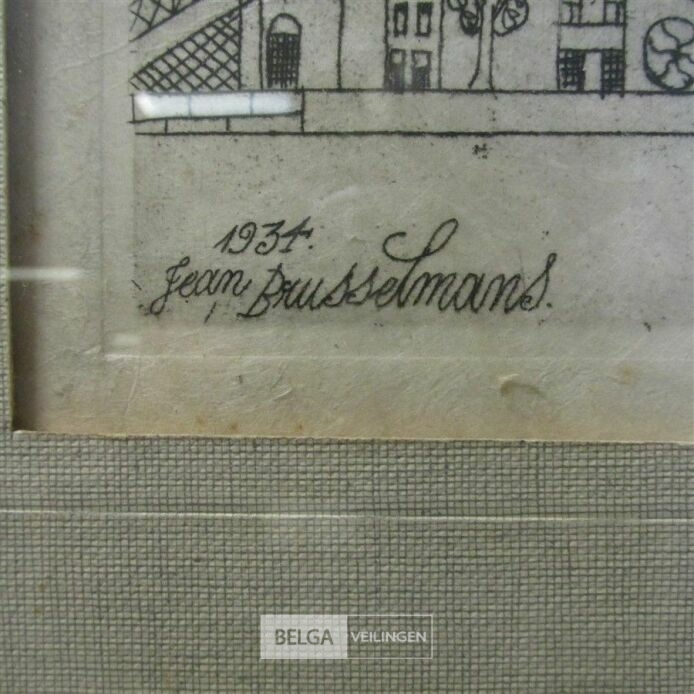 1934.
Jean Brusselmans.
BELGA VEILINGEN